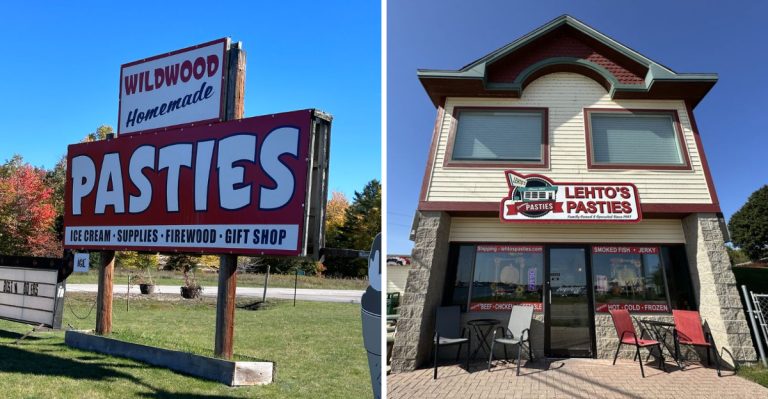 WILDWOOD
Homemade
PASTIES
ICE CREAM • SUPPLIES • FIREWOOD • GIFT SHOP
LEHTO'S
PASTIES
LEHTO'S
PASTIES
Family Owned & Operated Since 1947
SMOKED FISH • JERKY
BEEF • CHICKEN
HOT • COLD • FROZEN